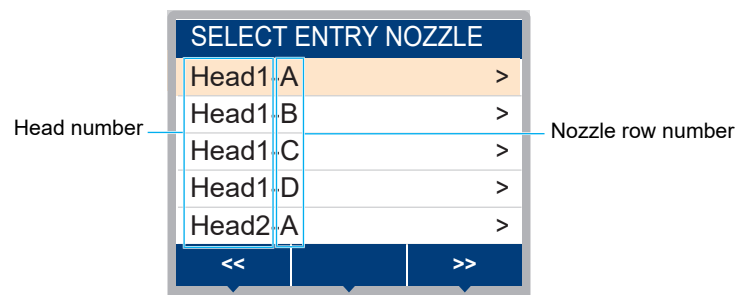 SELECT ENTRY NOZZLE
Head1-A >
Head1-B >
Head number
Nozzle row number
Head1-C >
Head1-D >
Head2-A >
<< >>